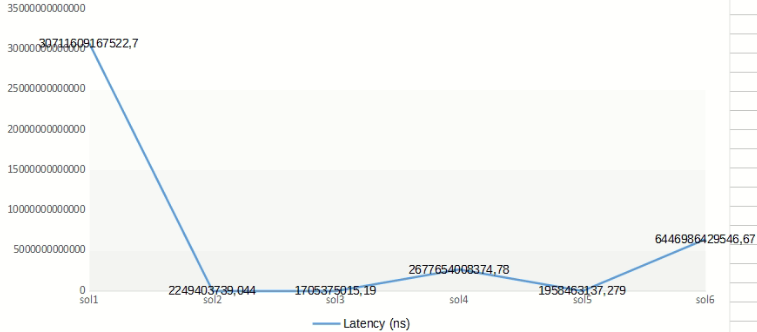 35000000000000
30711609167522,7
30000000000000
25000000000000
20000000000000
15000000000000
10000000000000
6446986429546,67
5000000000000
2677654008374,78
0
2249403739,044
1705375015,19
1958463137,279
sol1
sol2
sol3
sol4
sol5
sol6
Latency (ns)